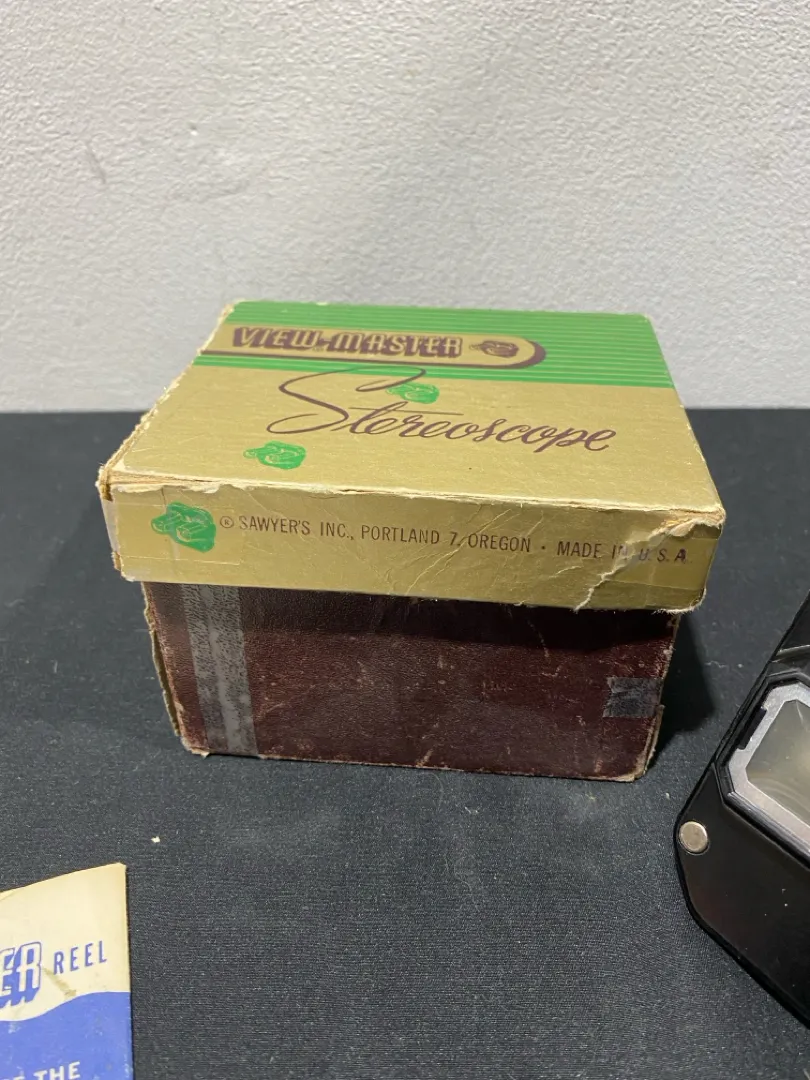 VIEW-MASTER
Stereoscope
® SAWYER'S INC., PORTLAND 7, OREGON · MADE IN U.S.A
ER REEL
THE